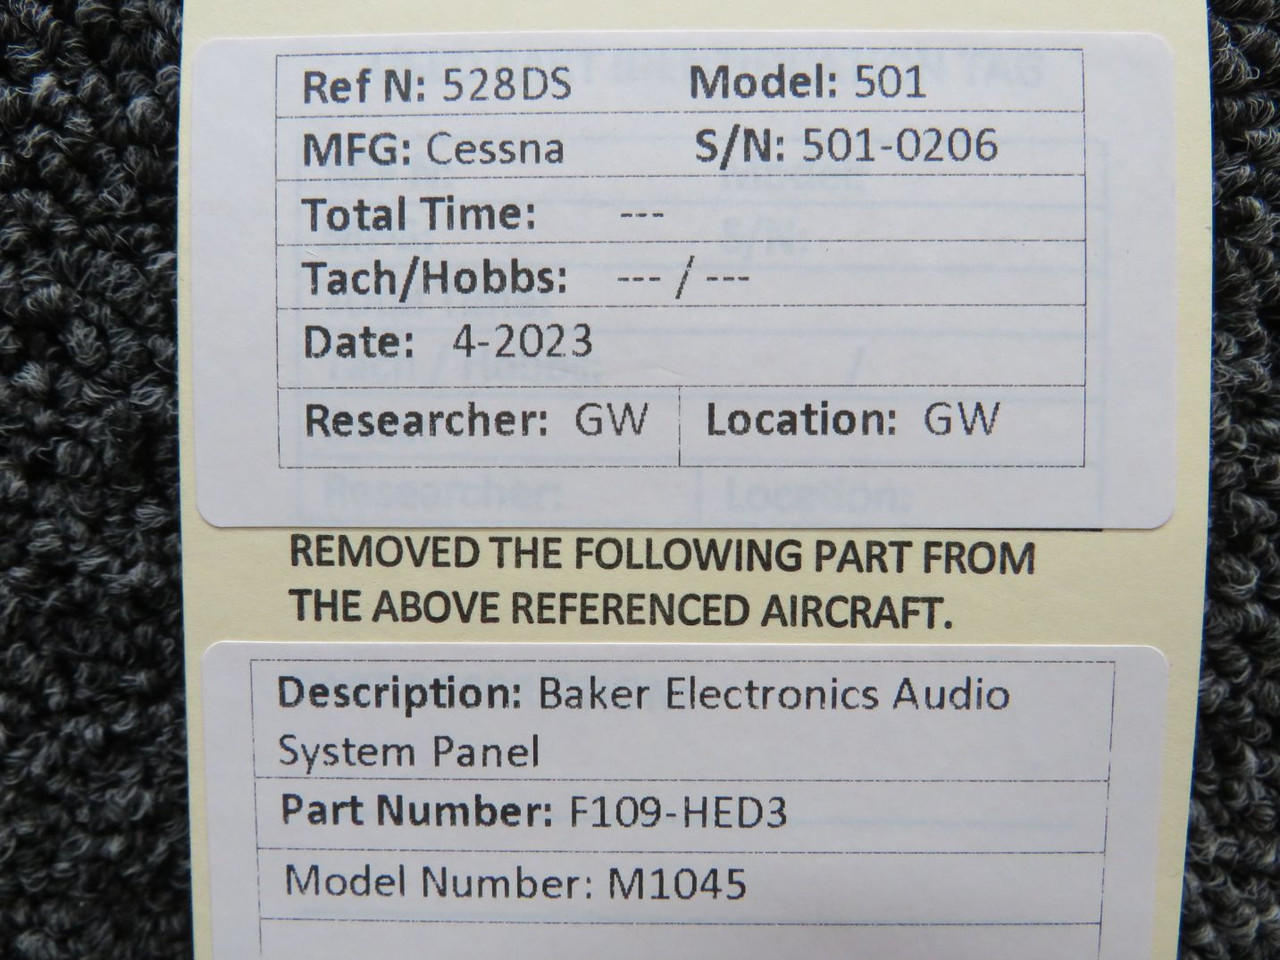 Ref N: 528DS Model: 501
MFG: Cessna S/N: 501-0206
Total Time: ---
Tach/Hobbs: --- / ---
Date: 4-2023
Researcher: GW Location: GW
REMOVED THE FOLLOWING PART FROM
THE ABOVE REFERENCED AIRCRAFT.
Description: Baker Electronics Audio
System Panel
Part Number: F109-HED3
Model Number: M1045